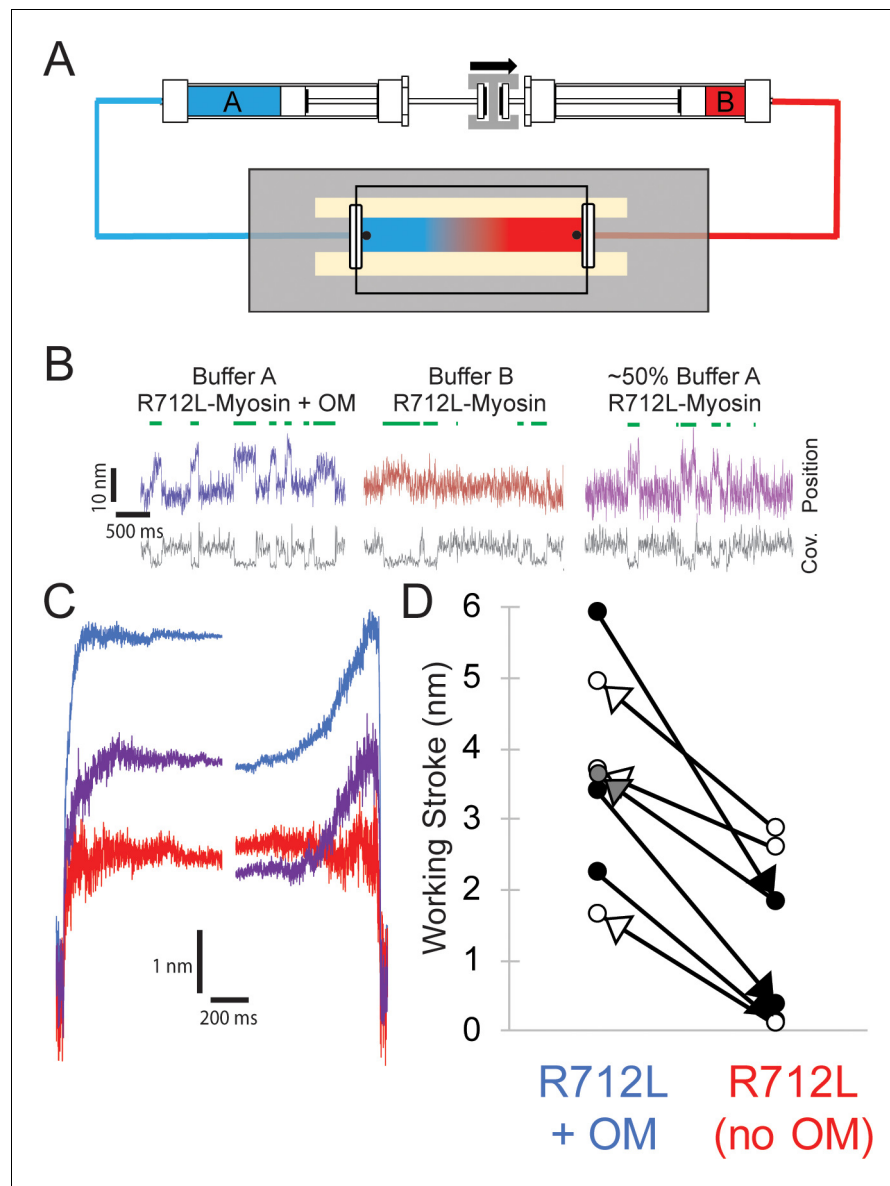 A
A
B
B
Buffer A
R712L-Myosin + OM
Buffer B
R712L-Myosin
~50% Buffer A
R712L-Myosin
10 nm
500 ms
Position
Cov.
C
1 nm
200 ms
D
Working Stroke (nm)
6
5
4
3
2
1
0
R712L
+ OM
R712L
(no OM)